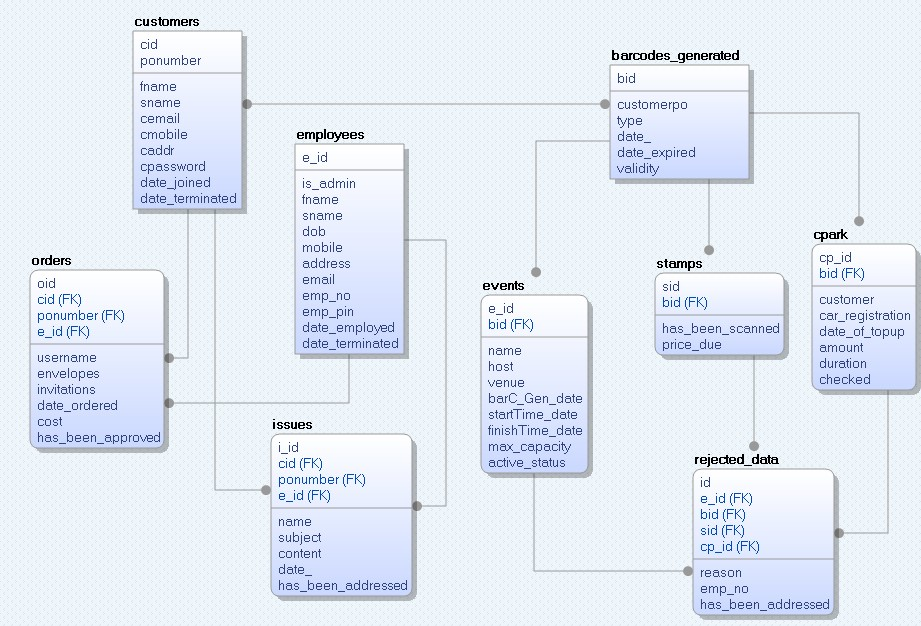 customers
cid
ponumber
fname
sname
cemail
cmobile
caddr
cpassword
date_joined
date_terminated
barcodes_generated
bid
customerpo
type
date_
date_expired
validity
employees
e_id
is_admin
fname
sname
dob
mobile
address
email
emp_no
emp_pin
date_employed
date_terminated
orders
oid
cid (FK)
ponumber (FK)
e_id (FK)
username
envelopes
invitations
date_ordered
cost
has_been_approved
events
e_id
bid (FK)
name
host
venue
barC_Gen_date
startTime_date
finishTime_date
max_capacity
active_status
stamps
sid
bid (FK)
has_been_scanned
price_due
cpark
cp_id
bid (FK)
customer
car_registration
date_of_topup
amount
duration
checked
issues
i_id
cid (FK)
ponumber (FK)
e_id (FK)
name
subject
content
date_
has_been_addressed
rejected_data
id
e_id (FK)
bid (FK)
sid (FK)
cp_id (FK)
reason
emp_no
has_been_addressed